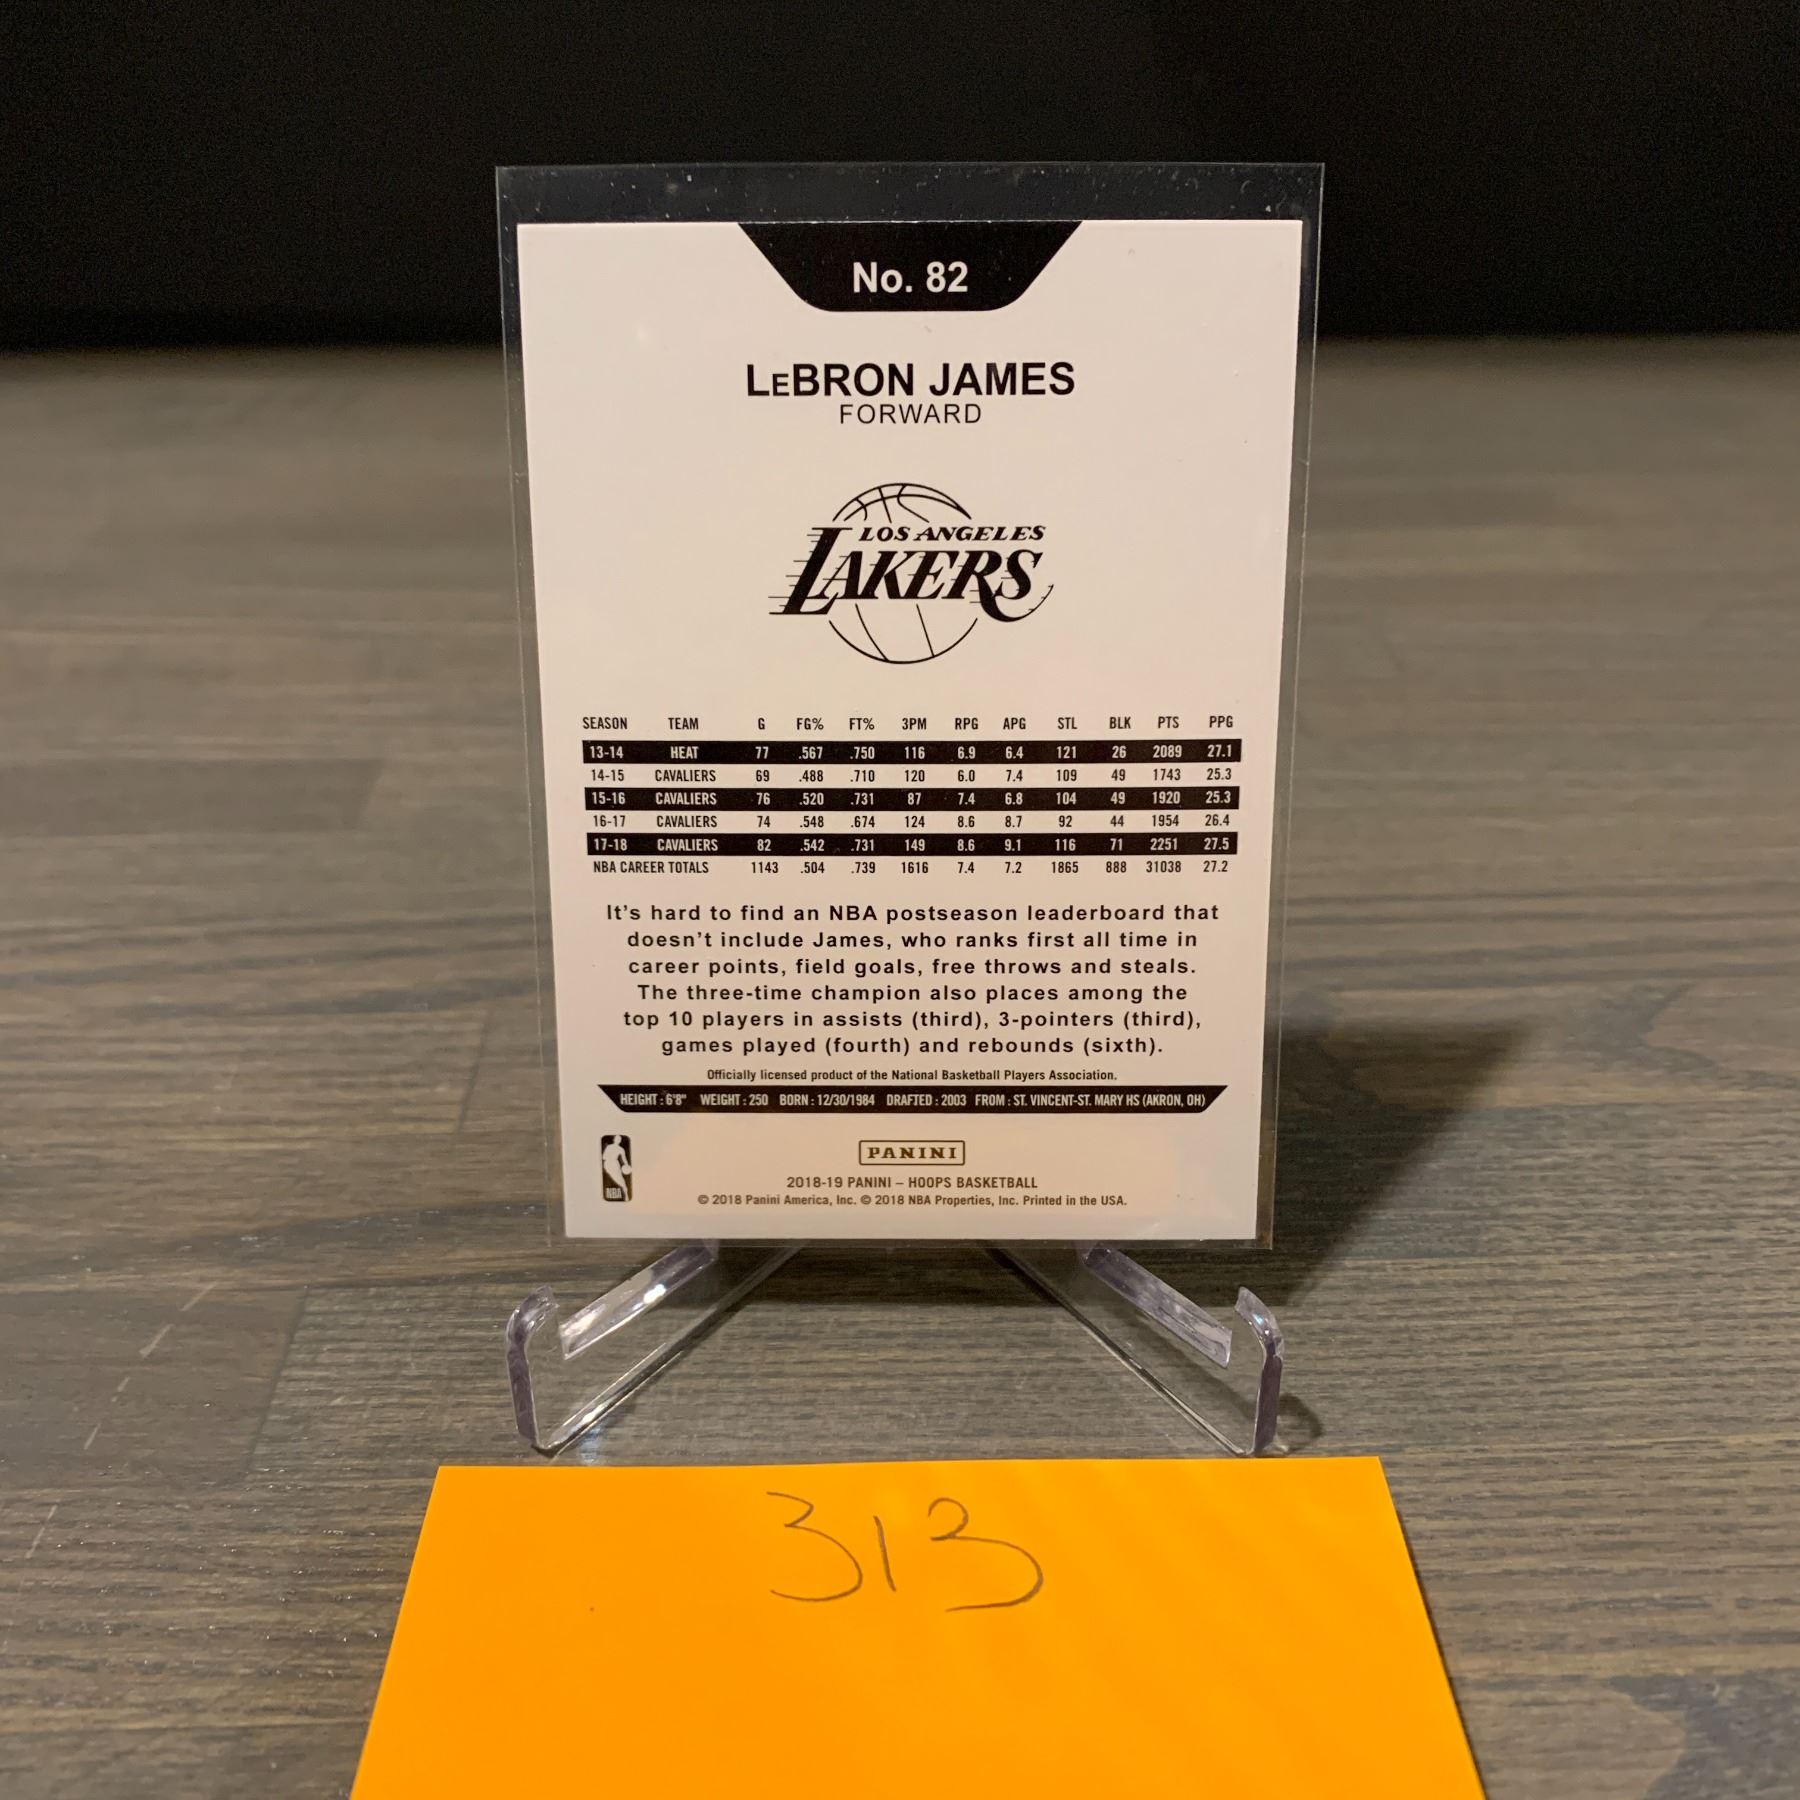 No. 82
LeBRON JAMES
FORWARD
LOS ANGELES
LAKERS
SEASON TEAM G FG% FT% 3PM RPG APG STL BLK PTS PPG
13-14 HEAT 77 .567 .750 116 6.9 6.4 121 26 2089 27.1
14-15 CAVALIERS 69 .488 .710 120 6.0 7.4 109 49 1743 25.3
15-16 CAVALIERS 76 .520 .731 87 7.4 6.8 104 49 1920 25.3
16-17 CAVALIERS 74 .548 .674 124 8.6 8.7 92 44 1954 26.4
17-18 CAVALIERS 82 .542 .731 149 8.6 9.1 116 71 2251 27.5
NBA CAREER TOTALS 1143 .504 .739 1616 7.4 7.2 1865 888 31038 27.2
It's hard to find an NBA postseason leaderboard that
doesn't include James, who ranks first all time in
career points, field goals, free throws and steals.
The three-time champion also places among the
top 10 players in assists (third), 3-pointers (third),
games played (fourth) and rebounds (sixth).
Officially licensed product of the National Basketball Players Association.
HEIGHT : 6'8" WEIGHT : 250 BORN : 12/30/1984 DRAFTED : 2003 FROM : ST. VINCENT-ST. MARY HS (AKRON, OH)
NBA
PANINI
2018-19 PANINI – HOOPS BASKETBALL
© 2018 Panini America, Inc. © 2018 NBA Properties, Inc. Printed in the USA.
313